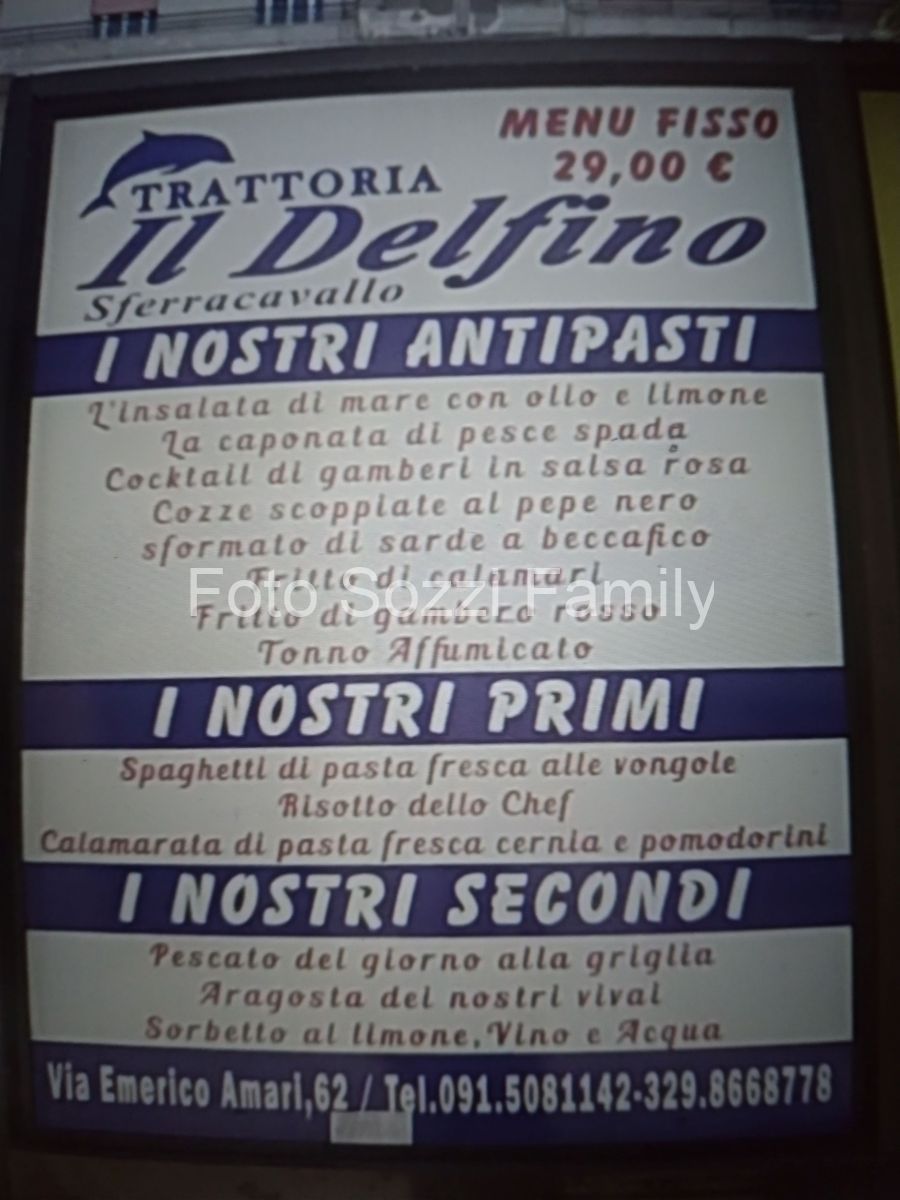 MENU FISSO
29,00 €
TRATTORIA
Il Delfino
Sferracavallo
I NOSTRI ANTIPASTI
L'insalata di mare con ollo e limone
La caponata di pesce spada
Cocktail di gamberi in salsa rosa
Cozze scoppiate al pepe nero
sformato di sarde a beccafico
Fritto di calamari
Foto Sozzi Family
Fritto di gambero rosso
Tonno Affumicato
I NOSTRI PRIMI
Spaghetti di pasta fresca alle vongole
Risotto dello Chef
Calamarata di pasta fresca cernia e pomodorini
I NOSTRI SECONDI
Pescato del giorno alla griglia
Aragosta dei nostri vivai
Sorbetto al limone, Vino e Acqua
Via Emerico Amari,62 / Tel.091.5081142-329.8668778